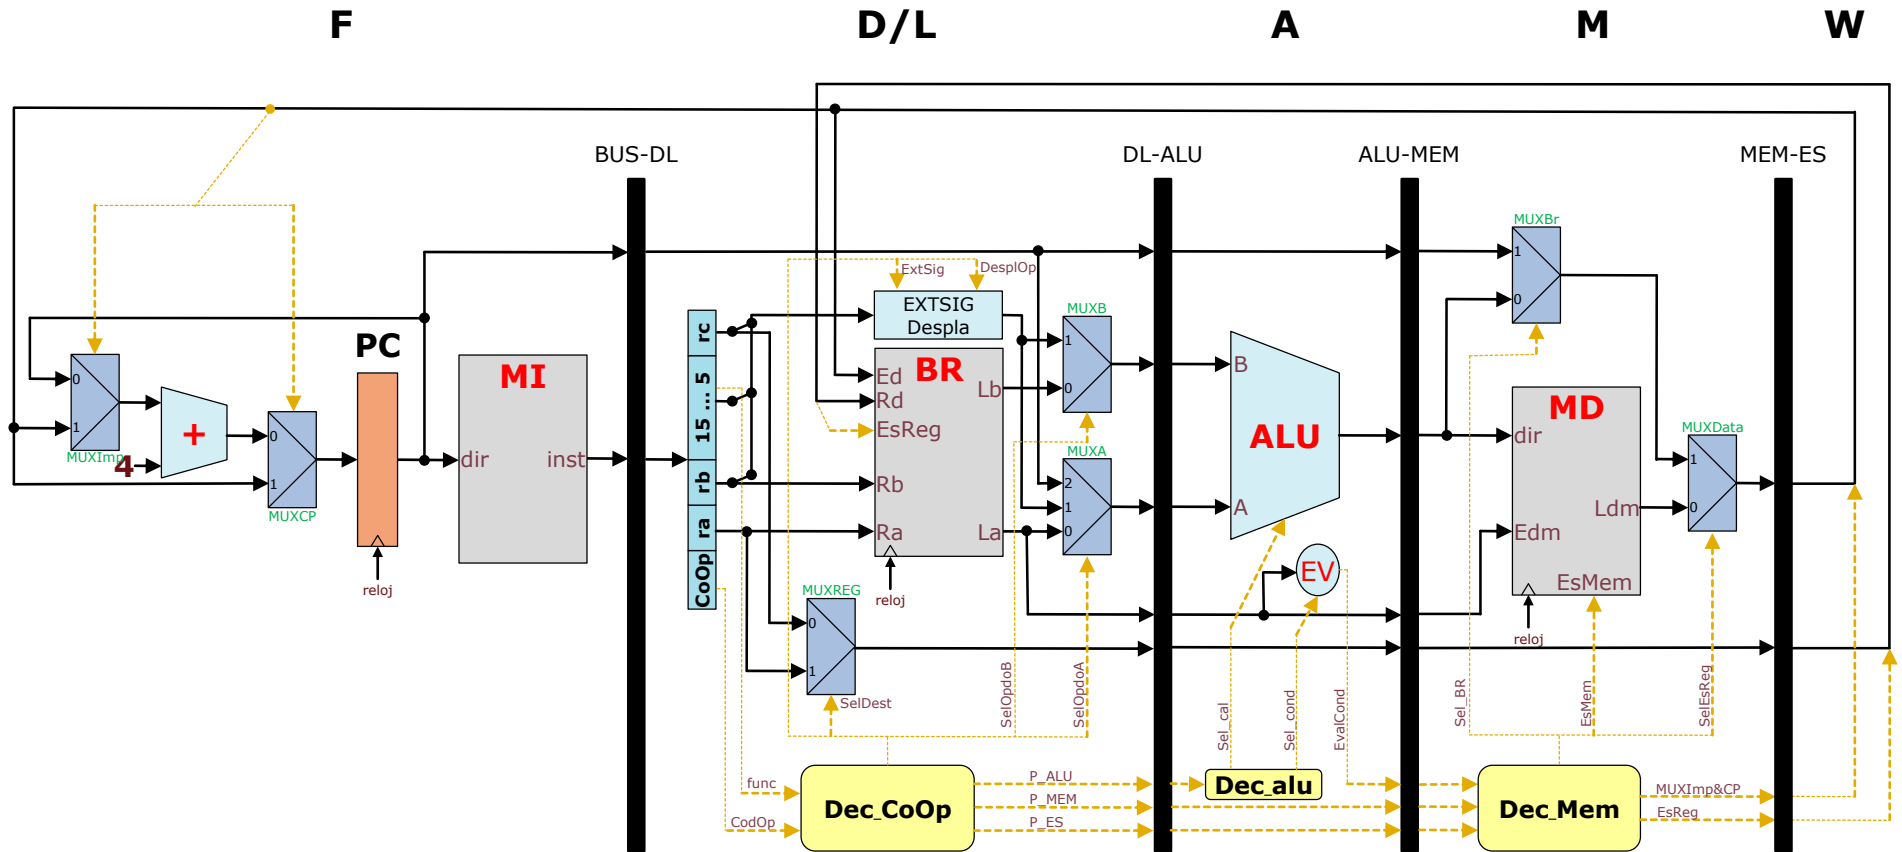 F
D/L
A
M
W
BUS-DL
DL-ALU
ALU-MEM
MEM-ES
MUXBr
1
0
ExtSig
DesplOp
EXTSIG
Despla
MUXB
1
0
rc
15 ... 5
rb
ra
CoOp
PC
MI
dir
inst
reloj
0
1
MUXImp
4
+
0
1
MUXCP
BR
Ed
Rd
EsReg
Rb
Ra
Lb
La
reloj
MUXA
2
1
0
B
A
ALU
EV
MD
dir
Ldm
Edm
EsMem
reloj
MUXData
1
0
MUXREG
0
1
SelDest
SelOpdoB
SelOpdoA
Sel_cal
Sel_cond
EvalCond
Sel_BR
EsMem
SelEsReg
func
CodOp
Dec_CoOp
P_ALU
P_MEM
P_ES
Dec_alu
Dec_Mem
MUXImp&CP
EsReg